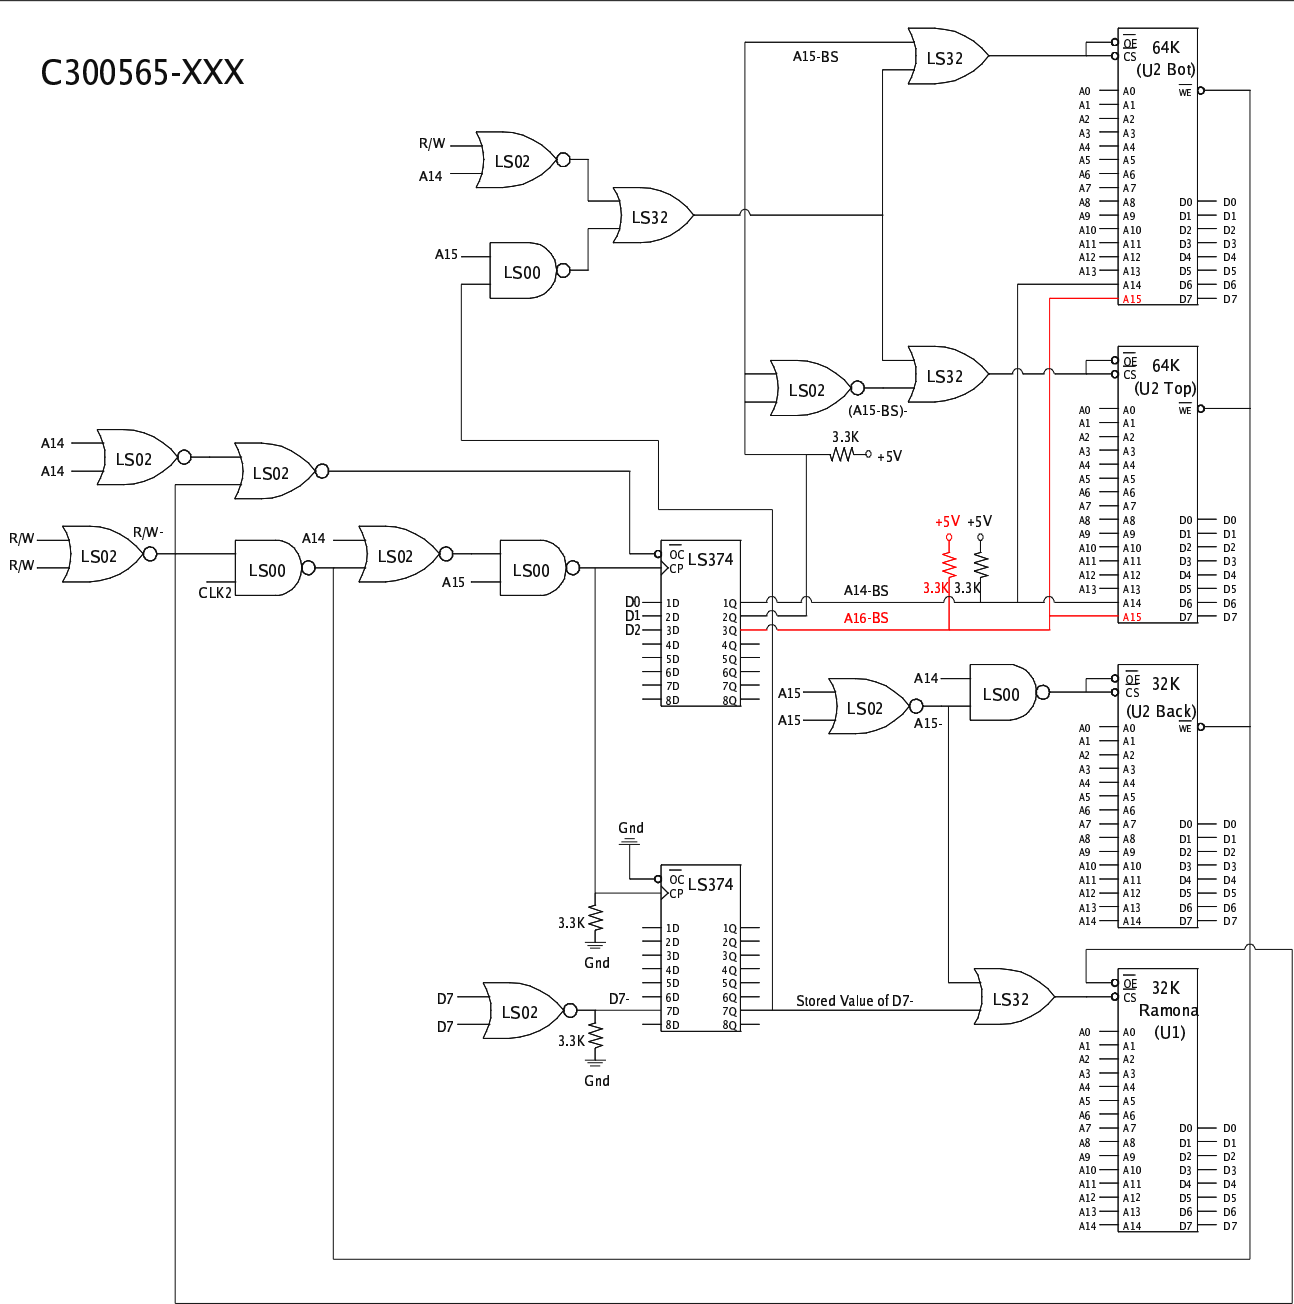 C300565-XXX
A15-BS
LS32
64K
(U2 Bot)
OE
CS
WE
R/W
A14
LS02
LS32
A15
LS00
A0 A0
A1 A1
A2 A2
A3 A3
A4 A4
A5 A5
A6 A6
A7 A7
A8 A8 D0 D0
A9 A9 D1 D1
A10 A10 D2 D2
A11 A11 D3 D3
A12 A12 D4 D4
A13 A13 D5 D5
A14 D6 D6
A15 D7 D7
LS02
(A15-BS)-
LS32
3.3K
+5V
64K
(U2 Top)
OE
CS
WE
A0 A0
A1 A1
A2 A2
A3 A3
A4 A4
A5 A5
A6 A6
A7 A7
A8 A8 D0 D0
A9 A9 D1 D1
A10 A10 D2 D2
A11 A11 D3 D3
A12 A12 D4 D4
A13 A13 D5 D5
A14 D6 D6
A15 D7 D7
A14
A14
LS02
LS02
R/W
R/W
LS02
R/W-
CLK2
LS00
A14
LS02
A15
LS00
OC
CP
LS374
D0 1D 1Q
D1 2D 2Q
D2 3D 3Q
4D 4Q
5D 5Q
6D 6Q
7D 7Q
8D 8Q
+5V +5V
3.3K 3.3K
A14-BS
A16-BS
A15
A15
LS02
A15-
A14
LS00
32K
(U2 Back)
OE
CS
WE
A0 A0
A1 A1
A2 A2
A3 A3
A4 A4
A5 A5
A6 A6
A7 A7 D0 D0
A8 A8 D1 D1
A9 A9 D2 D2
A10 A10 D3 D3
A11 A11 D4 D4
A12 A12 D5 D5
A13 A13 D6 D6
A14 A14 D7 D7
Gnd
OC
CP
LS374
3.3K
Gnd
1D 1Q
2D 2Q
3D 3Q
4D 4Q
5D 5Q
6D 6Q
7D 7Q
8D 8Q
D7
D7
LS02
D7-
3.3K
Gnd
Stored Value of D7-
LS32
32K
Ramona
(U1)
OE
CS
A0 A0
A1 A1
A2 A2
A3 A3
A4 A4
A5 A5
A6 A6
A7 A7 D0 D0
A8 A8 D1 D1
A9 A9 D2 D2
A10 A10 D3 D3
A11 A11 D4 D4
A12 A12 D5 D5
A13 A13 D6 D6
A14 A14 D7 D7